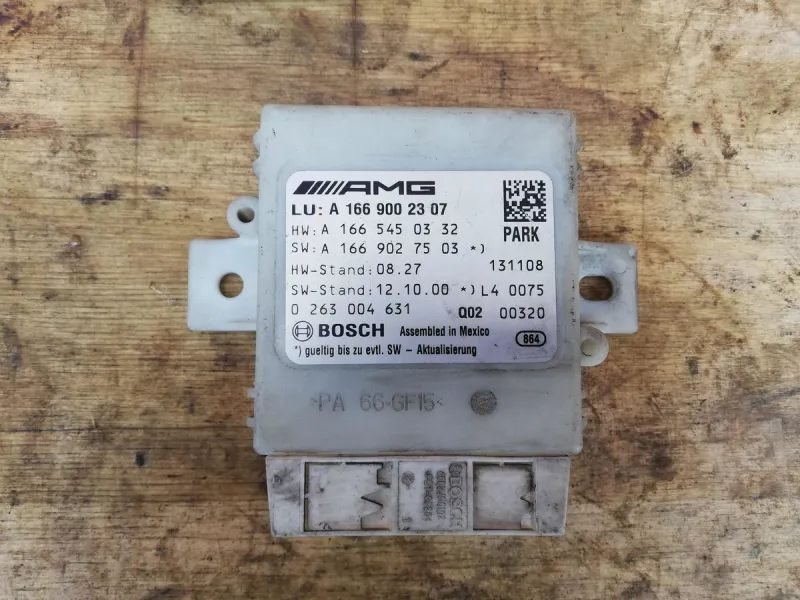 AMG
LU: A 166 900 23 07
HW: A 166 545 03 32
PARK
SW: A 166 902 75 03 *)
HW-Stand: 08.27 131108
SW-Stand: 12.10.00 *) L4 0075
0 263 004 631 Q02 00320
BOSCH Assembled in Mexico 864
*) gueltig bis zu evtl. SW - Aktualisierung
>PA 66-GF15<
BOSCH